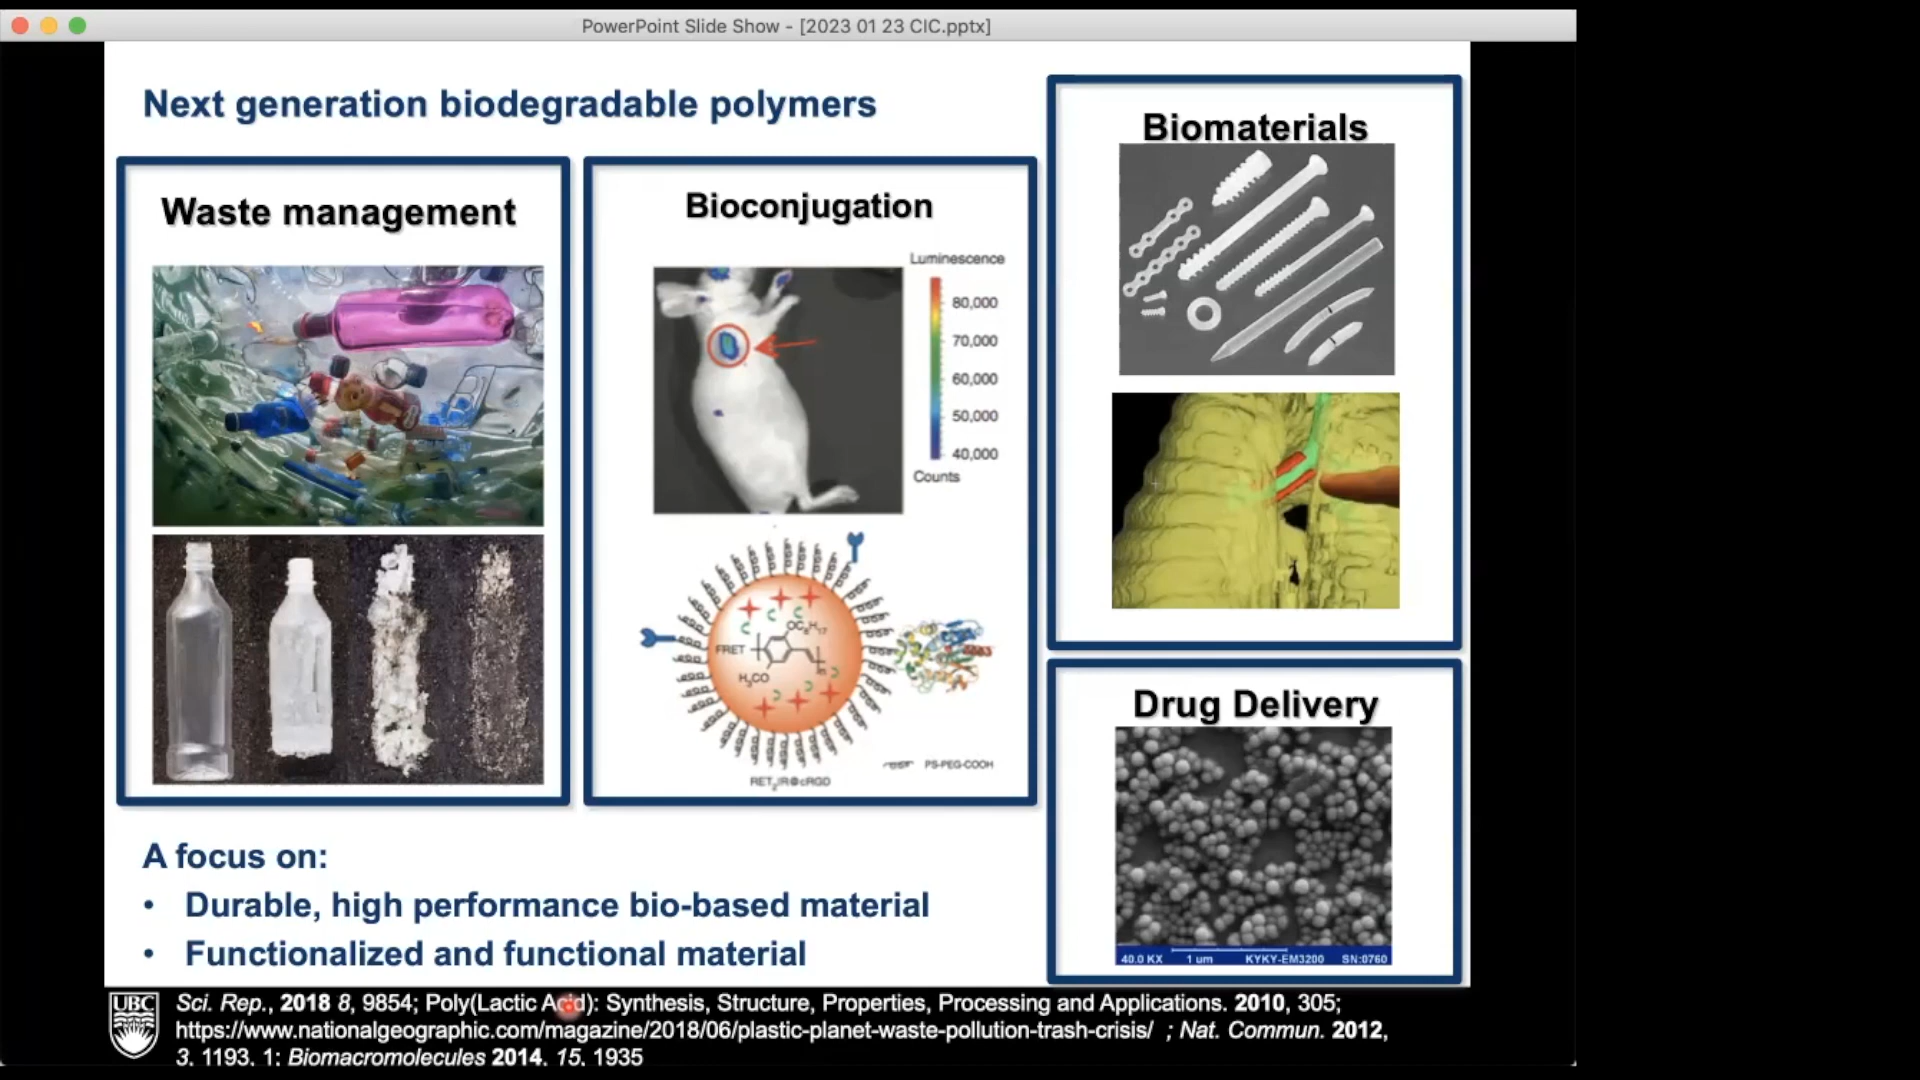 PowerPoint Slide Show - [2023 01 23 CIC.pptx]
Next generation biodegradable polymers
Waste management
Bioconjugation
Luminescence
80,000
70,000
60,000
50,000
40,000
Counts
OC8H17
FRET
n
H3CO
PS-PEG-COOH
Biomaterials
Drug Delivery
40.0 KX 1 um KYKY-EM3200 SN:0760
A focus on:
• Durable, high performance bio-based material
• Functionalized and functional material
UBC
Sci. Rep., 2018 8, 9854; Poly(Lactic Acid): Synthesis, Structure, Properties, Processing and Applications. 2010, 305;
https://www.nationalgeographic.com/magazine/2018/06/plastic-planet-waste-pollution-trash-crisis/ ; Nat. Commun. 2012,
3, 1193, 1; Biomacromolecules 2014, 15, 1935